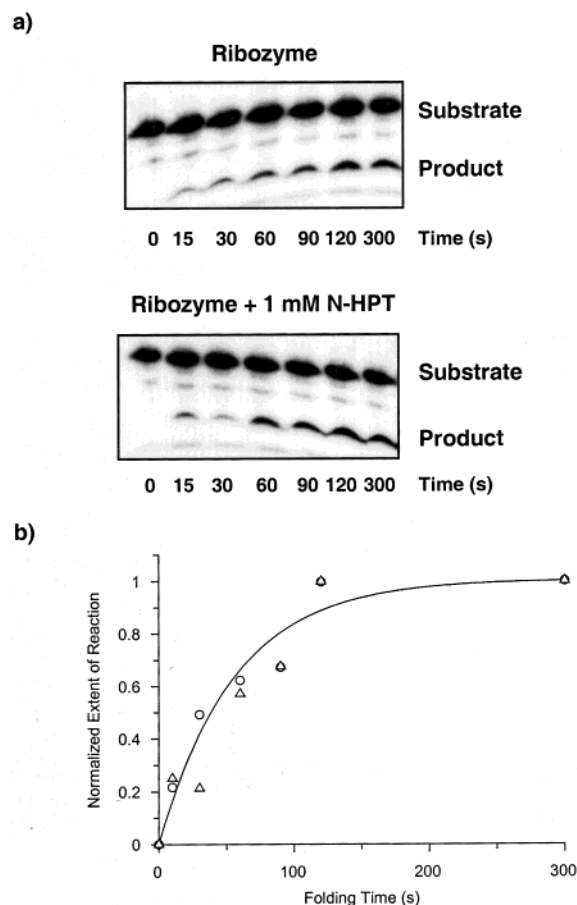 a)
Ribozyme
Substrate
Product
0 15 30 60 90 120 300 Time (s)
Ribozyme + 1 mM N-HPT
Substrate
Product
0 15 30 60 90 120 300 Time (s)
b)
Normalized Extent of Reaction
1
0.8
0.6
0.4
0.2
0
0 100 200 300
Folding Time (s)